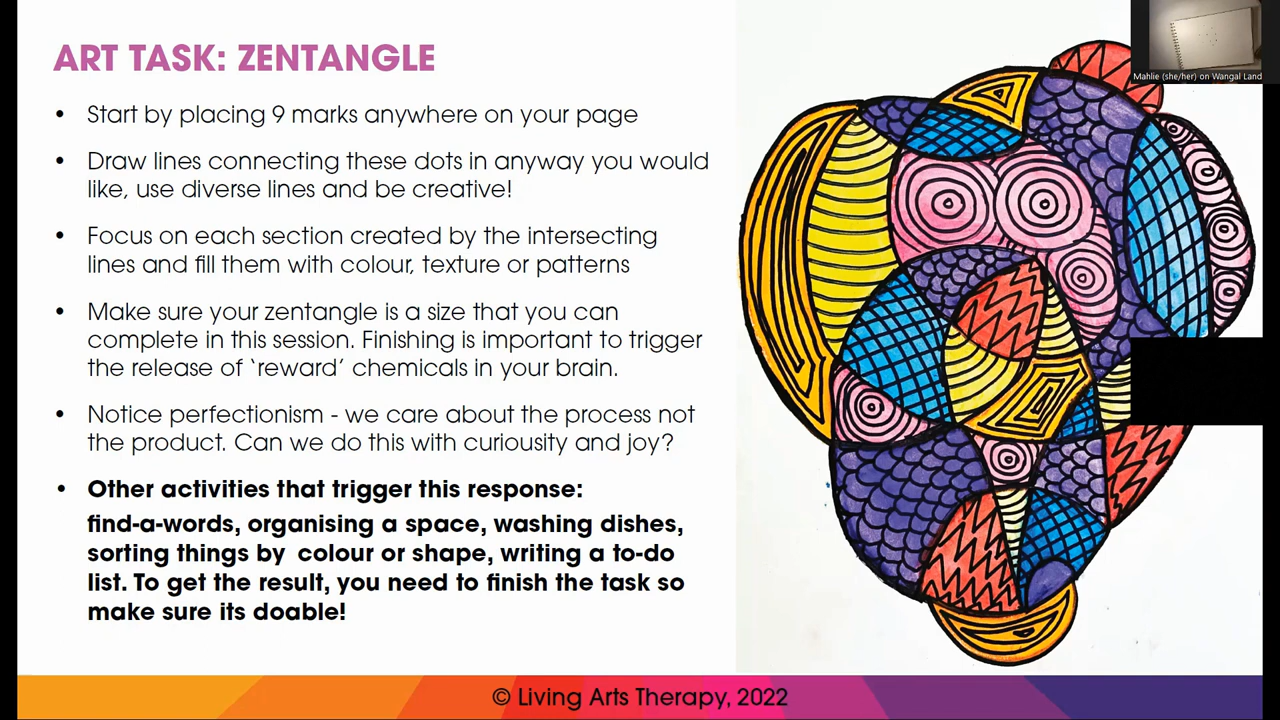 ART TASK: ZENTANGLE
• Start by placing 9 marks anywhere on your page
• Draw lines connecting these dots in anyway you would
like, use diverse lines and be creative!
• Focus on each section created by the intersecting
lines and fill them with colour, texture or patterns
• Make sure your zentangle is a size that you can
complete in this session. Finishing is important to trigger
the release of ‘reward’ chemicals in your brain.
• Notice perfectionism - we care about the process not
the product. Can we do this with curiousity and joy?
• Other activities that trigger this response:
find-a-words, organising a space, washing dishes,
sorting things by colour or shape, writing a to-do
list. To get the result, you need to finish the task so
make sure its doable!
Mahlie (she/her) on Wangal Land
© Living Arts Therapy, 2022